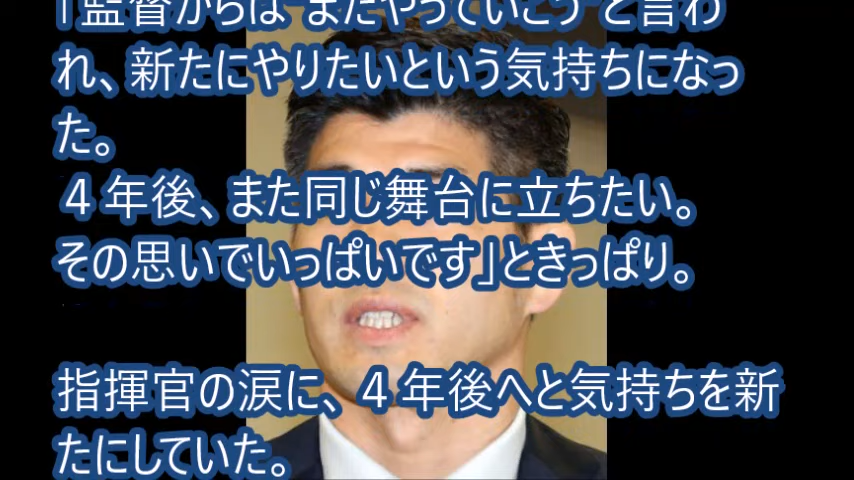 「監督からは“まだやっていこう”と言わ
れ、新たにやりたいという気持ちになっ
た。
４年後、また同じ舞台に立ちたい。
その思いでいっぱいです」ときっぱり。
指揮官の涙に、４年後へと気持ちを新
たにしていた。